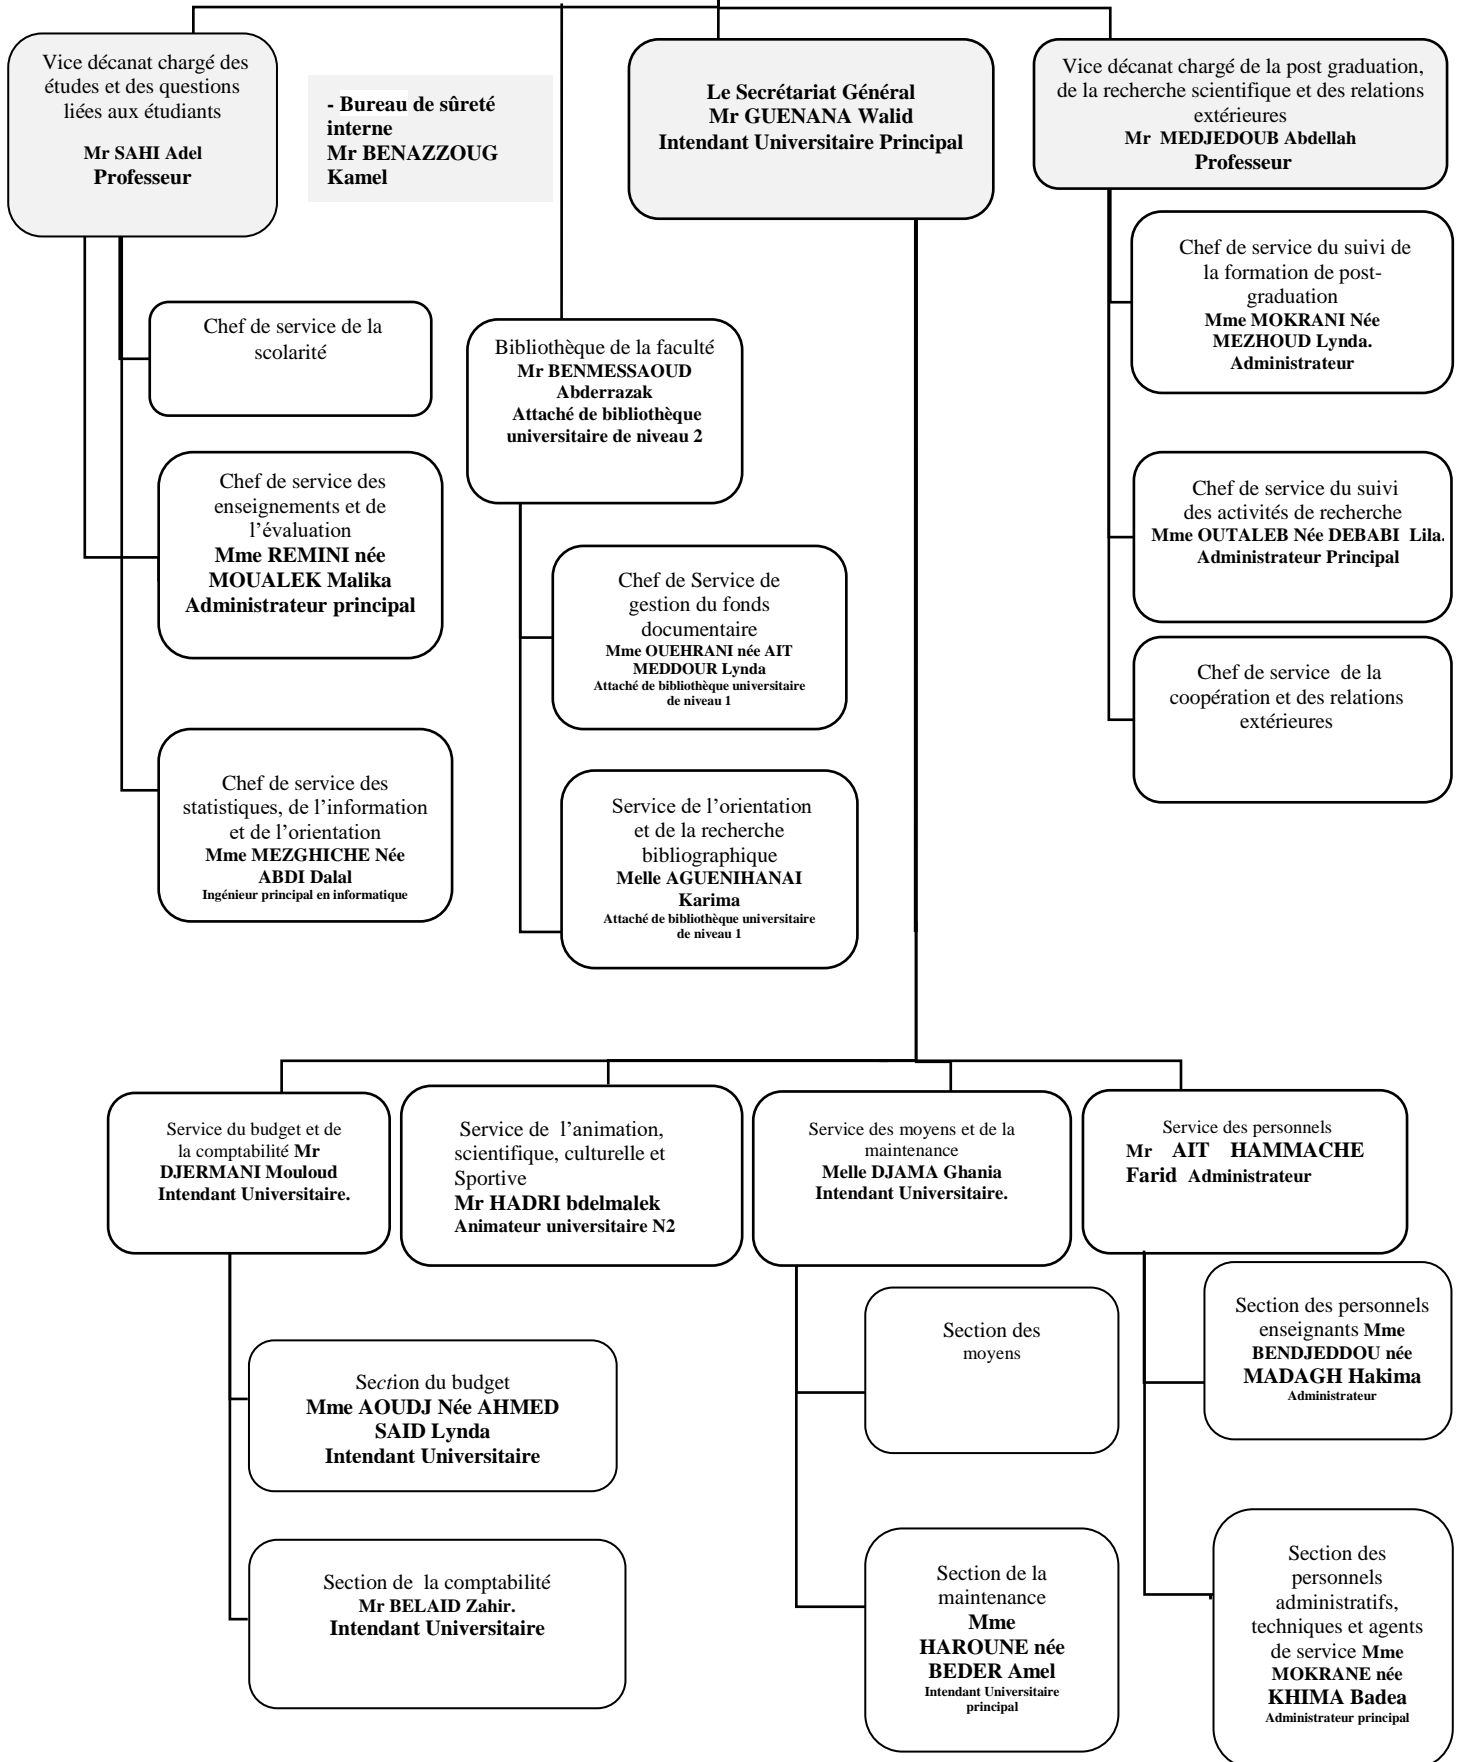 Vice décanat chargé des
études et des questions
liées aux étudiants
Mr SAHI Adel
Professeur
- Bureau de sûreté
interne
Mr BENAZZOUG
Kamel
Le Secrétariat Général
Mr GUENANA Walid
Intendant Universitaire Principal
Vice décanat chargé de la post graduation,
de la recherche scientifique et des relations
extérieures
Mr MEDJEDOUB Abdellah
Professeur
Chef de service de la
scolarité
Chef de service des
enseignements et de
l’évaluation
Mme REMINI née
MOUALEK Malika
Administrateur principal
Chef de service des
statistiques, de l’information
et de l’orientation
Mme MEZGHICHE Née
ABDI Dalal
Ingénieur principal en informatique
Bibliothèque de la faculté
Mr BENMESSAOUD
Abderrazak
Attaché de bibliothèque
universitaire de niveau 2
Chef de Service de
gestion du fonds
documentaire
Mme OUEHRANI née AIT
MEDDOUR Lynda
Attaché de bibliothèque universitaire
de niveau 1
Service de l’orientation
et de la recherche
bibliographique
Melle AGUENIHANAI
Karima
Attaché de bibliothèque universitaire
de niveau 1
Chef de service du suivi de
la formation de post-
graduation
Mme MOKRANI Née
MEZHOUD Lynda.
Administrateur
Chef de service du suivi
des activités de recherche
Mme OUTALEB Née DEBABI Lila.
Administrateur Principal
Chef de service de la
coopération et des relations
extérieures
Service du budget et de
la comptabilité Mr
DJERMANI Mouloud
Intendant Universitaire.
Service de l’animation,
scientifique, culturelle et
Sportive
Mr HADRI bdelmalek
Animateur universitaire N2
Service des moyens et de la
maintenance
Melle DJAMA Ghania
Intendant Universitaire.
Service des personnels
Mr AIT HAMMACHE
Farid Administrateur
Section du budget
Mme AOUDJ Née AHMED
SAID Lynda
Intendant Universitaire
Section de la comptabilité
Mr BELAID Zahir.
Intendant Universitaire
Section des
moyens
Section de la
maintenance
Mme
HAROUNE née
BEDER Amel
Intendant Universitaire
principal
Section des personnels
enseignants Mme
BENDJEDDOU née
MADAGH Hakima
Administrateur
Section des
personnels
administratifs,
techniques et agents
de service Mme
MOKRANE née
KHIMA Badea
Administrateur principal